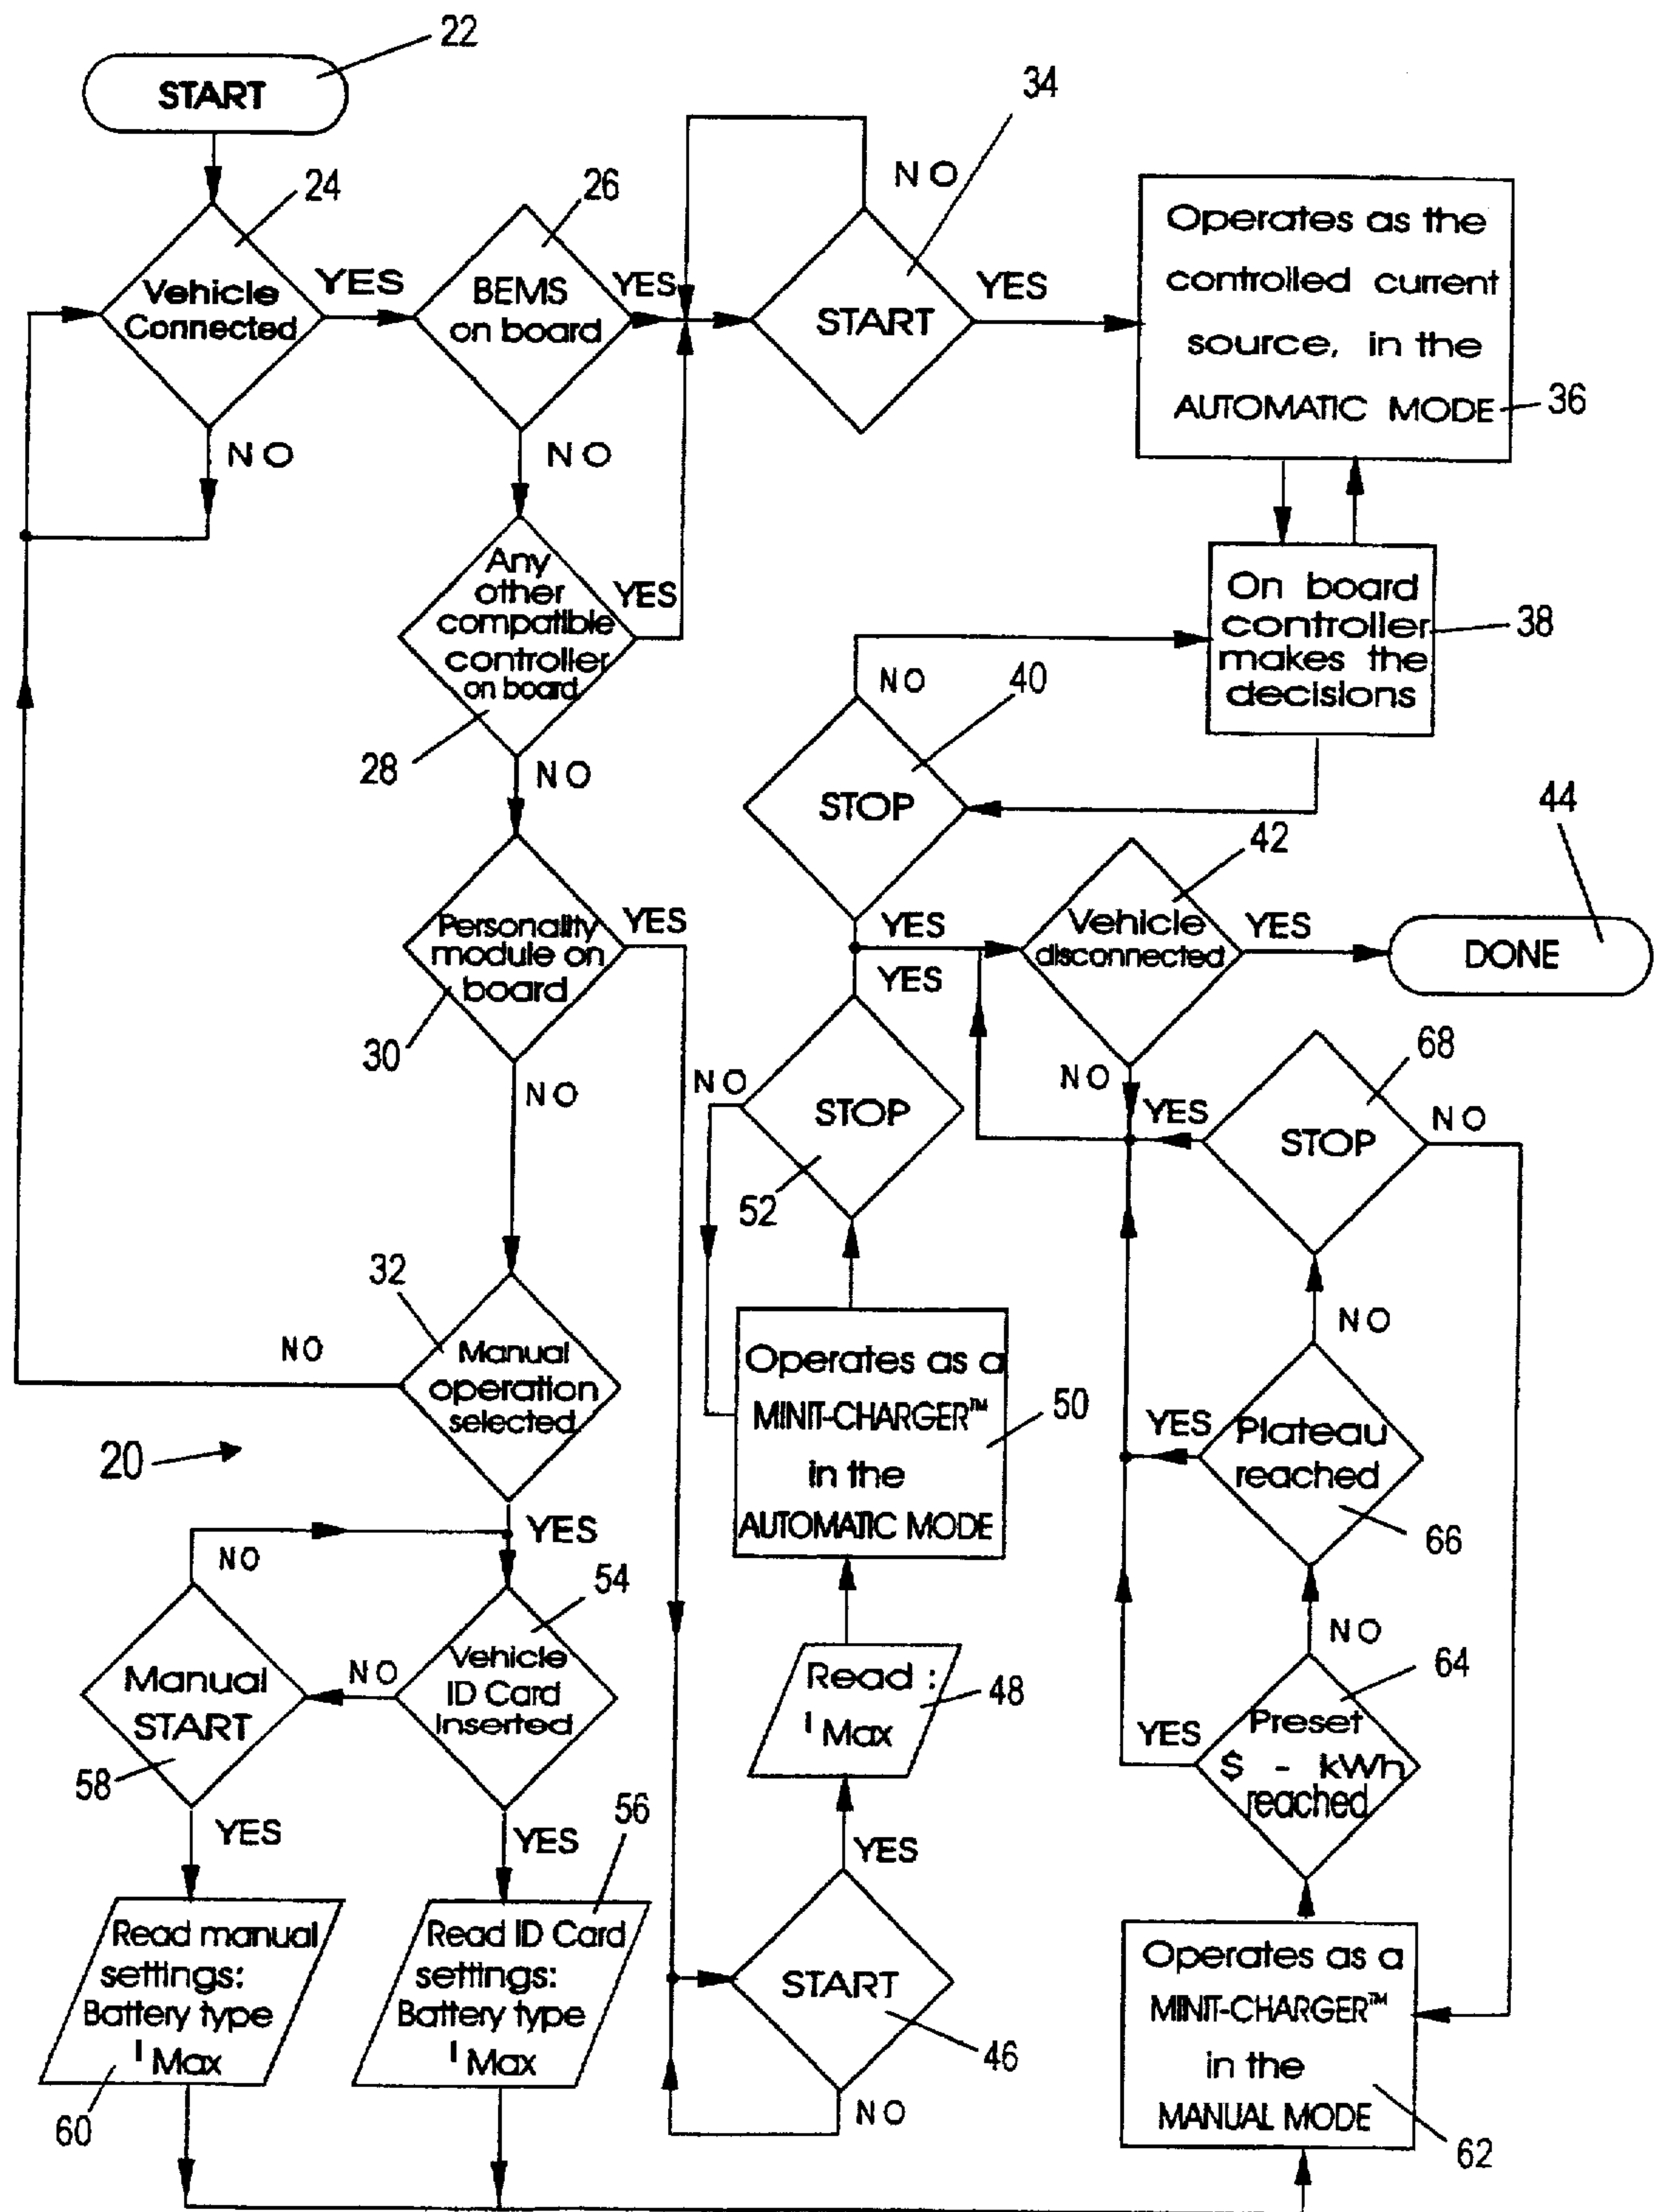 22
START
24
Vehicle
Connected
YES
NO
26
BEMS
on board
YES
NO
34
NO
START
YES
Operates as the
controlled current
source, in the
AUTOMATIC MODE
36
Any
other
compatible
controller
on board
YES
28
NO
On board
controller
makes the
decisions
38
NO
40
STOP
YES
42
Vehicle
disconnected
YES
NO
44
DONE
Personality
module on
board
YES
30
NO
YES
NO
STOP
52
68
YES
STOP
NO
32
NO
Manual
operation
selected
YES
20
Operates as a
MINIT-CHARGER™
in the
AUTOMATIC MODE
50
NO
YES
Plateau
reached
66
NO
NO
54
Manual
START
58
YES
NO
Vehicle
ID Card
Inserted
YES
Read :
I Max
48
64
YES
Preset
$ - kWh
reached
56
Read manual
settings:
Battery type
I Max
60
Read ID Card
settings:
Battery type
I Max
YES
START
46
NO
Operates as a
MINIT-CHARGER™
in the
MANUAL MODE
62